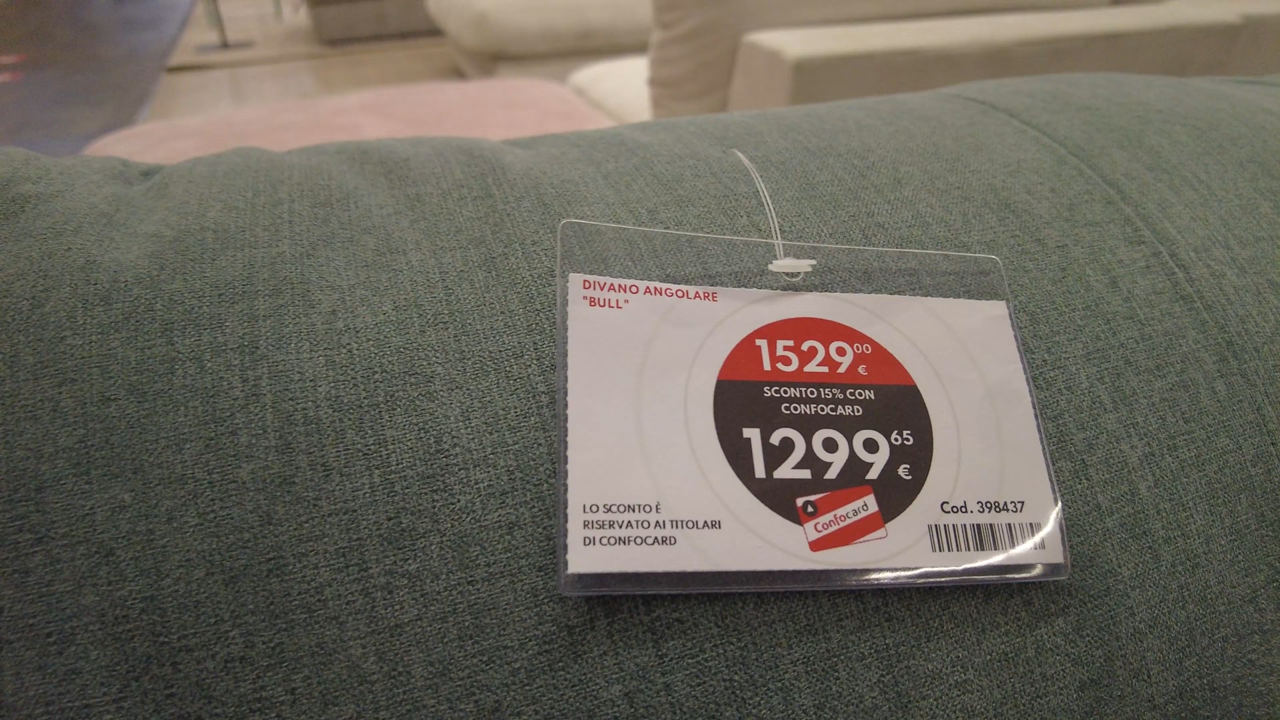 DIVANO ANGOLARE
"BULL"
1529,00 €
SCONTO 15% CON
CONFOCARD
1299,65 €
Confocard
LO SCONTO È
RISERVATO AI TITOLARI
DI CONFOCARD
Cod. 398437